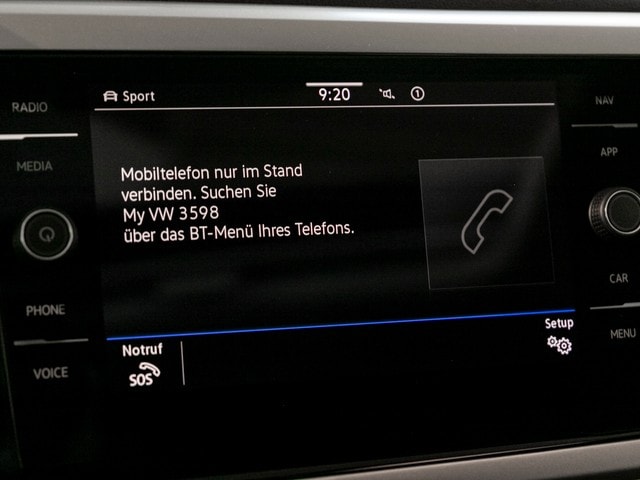 RADIO
MEDIA
PHONE
VOICE
Sport
9:20
1
Mobiltelefon nur im Stand
verbinden. Suchen Sie
My VW 3598
über das BT-Menü Ihres Telefons.
Notruf
SOS
Setup
NAV
APP
CAR
MENU